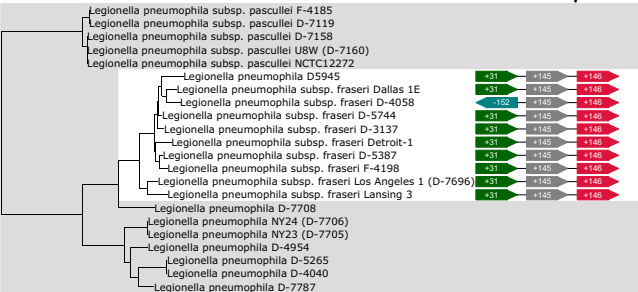 Legionella pneumophila subsp. pascullei F-4185
Legionella pneumophila subsp. pascullei D-7119
Legionella pneumophila subsp. pascullei D-7158
Legionella pneumophila subsp. pascullei U8W (D-7160)
Legionella pneumophila subsp. pascullei NCTC12272
Legionella pneumophila D5945 +31 +145 +146
Legionella pneumophila subsp. fraseri Dallas 1E +31 +145 +146
Legionella pneumophila subsp. fraseri D-4058 -152 +145 +146
Legionella pneumophila subsp. fraseri D-5744 +31 +145 +146
Legionella pneumophila subsp. fraseri D-3137 +31 +145 +146
Legionella pneumophila subsp. fraseri Detroit-1 +31 +145 +146
Legionella pneumophila subsp. fraseri D-5387 +31 +145 +146
Legionella pneumophila subsp. fraseri F-4198 +31 +145 +146
Legionella pneumophila subsp. fraseri Los Angeles 1 (D-7696) +31 +145 +146
Legionella pneumophila subsp. fraseri Lansing 3 +31 +145 +146
Legionella pneumophila D-7708
Legionella pneumophila NY24 (D-7706)
Legionella pneumophila NY23 (D-7705)
Legionella pneumophila D-4954
Legionella pneumophila D-5265
Legionella pneumophila D-4040
Legionella pneumophila D-7787